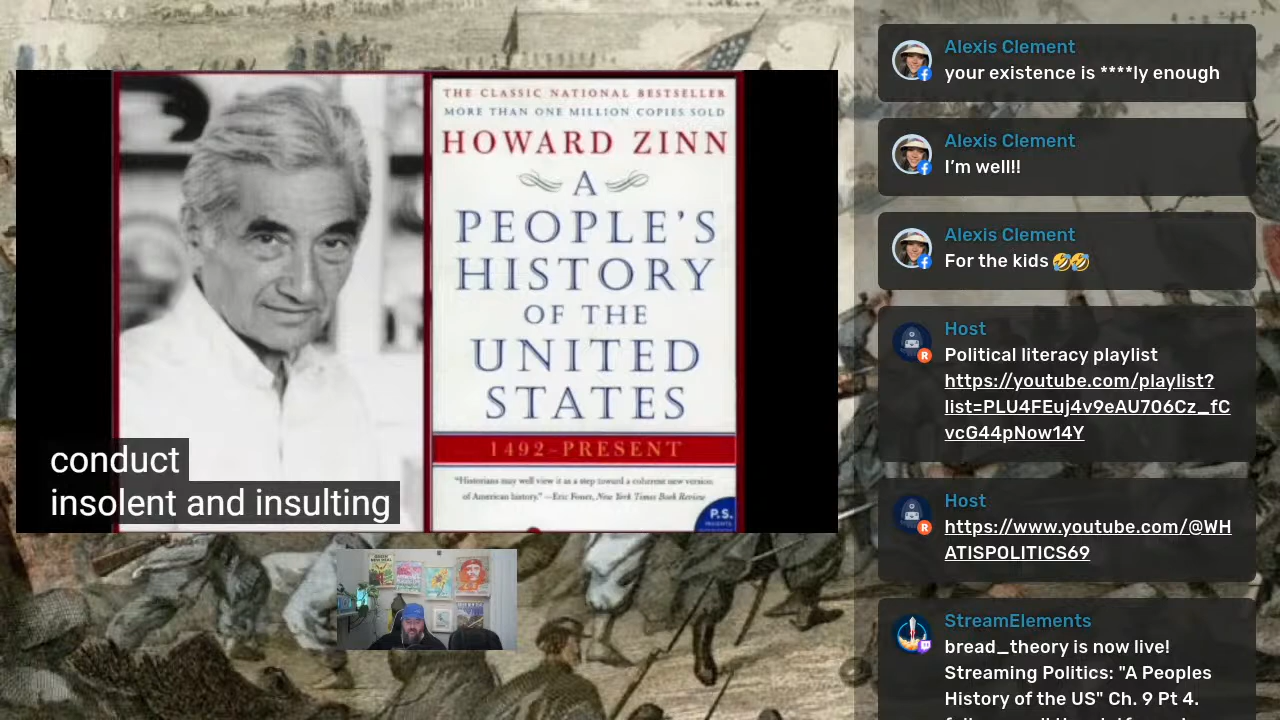 THE CLASSIC NATIONAL BESTSELLER
MORE THAN ONE MILLION COPIES SOLD
HOWARD ZINN
A
PEOPLE'S
HISTORY
OF THE
UNITED
STATES
1492–PRESENT
"Historians may well view it as a step toward a coherent new version
of American history." —Eric Foner, New York Times Book Review
P.S.
conduct
insolent and insulting
Alexis Clement
your existence is ****ly enough
Alexis Clement
I'm well!!
Alexis Clement
For the kids 🤣🤣
Host
Political literacy playlist
https://youtube.com/playlist?
list=PLU4FEuj4v9eAU7O6Cz_fC
vcG44pNow14Y
Host
https://www.youtube.com/@WH
ATISPOLITICS69
StreamElements
bread_theory is now live!
Streaming Politics: "A Peoples
History of the US" Ch. 9 Pt 4.